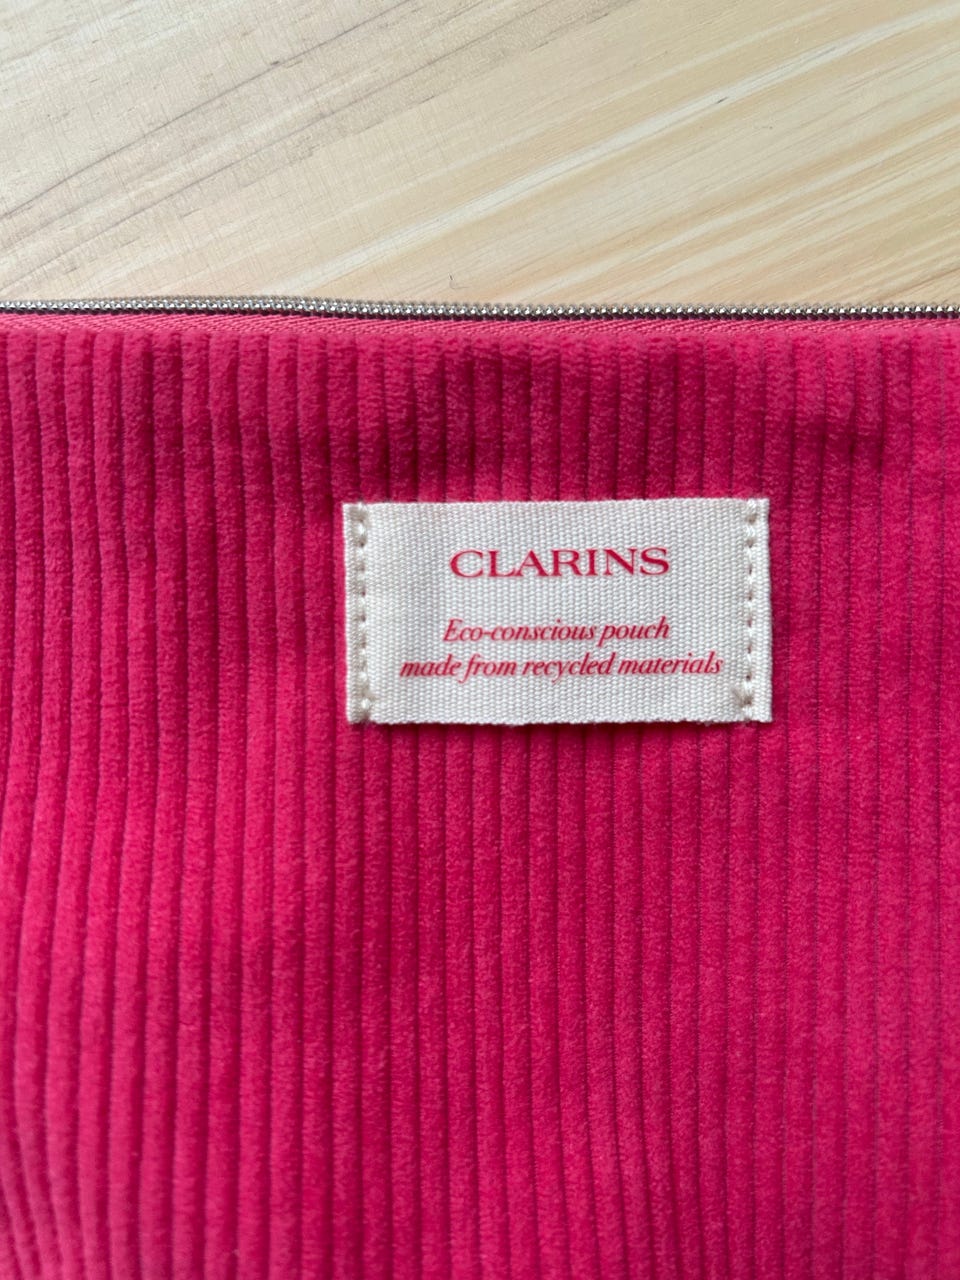 CLARINS
Eco-conscious pouch
made from recycled materials